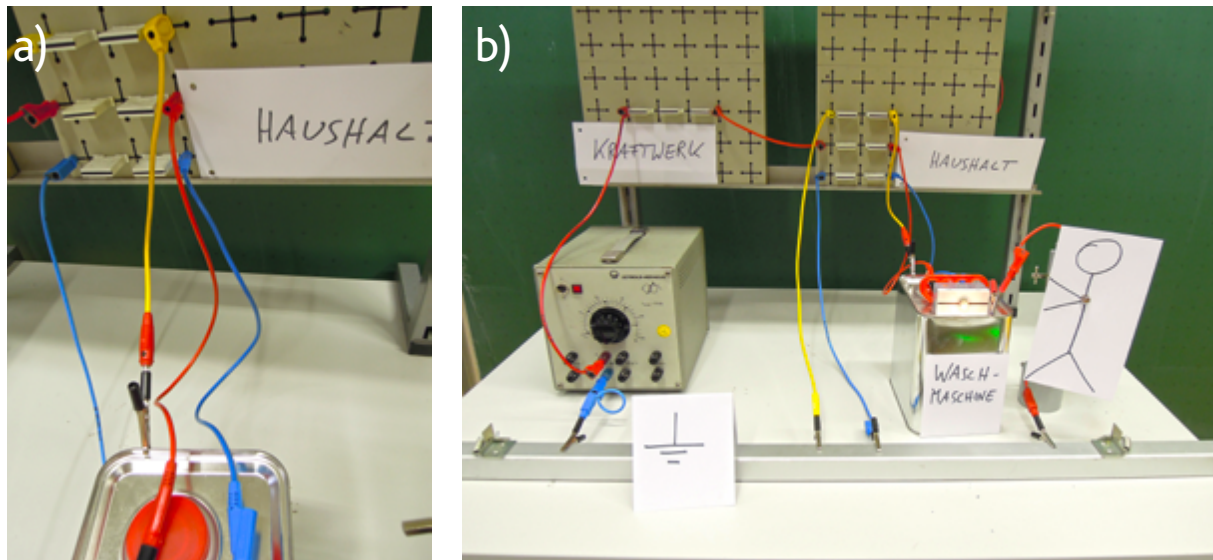 a)
HAUSHALT
b)
KRAFTWERK
HAUSHALT
WASCH-
MASCHINE